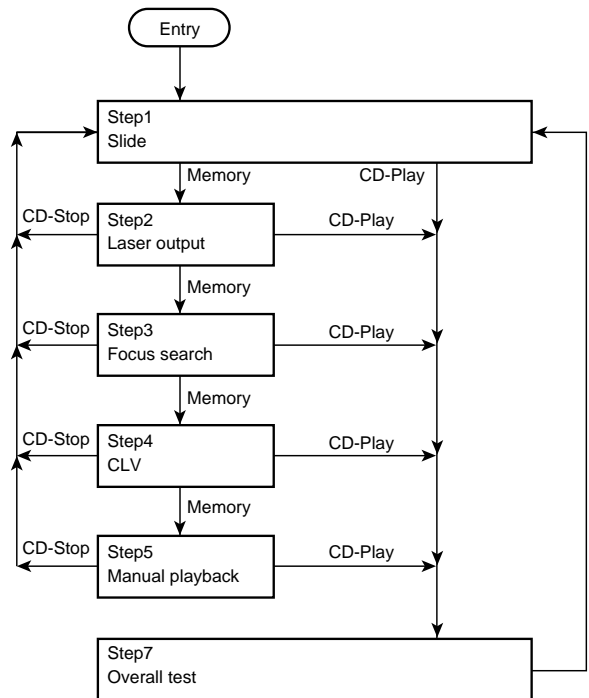 Entry
Step1
Slide
Memory
CD-Play
CD-Stop
Step2
Laser output
CD-Play
Memory
CD-Stop
Step3
Focus search
CD-Play
Memory
CD-Stop
Step4
CLV
CD-Play
Memory
CD-Stop
Step5
Manual playback
CD-Play
Step7
Overall test